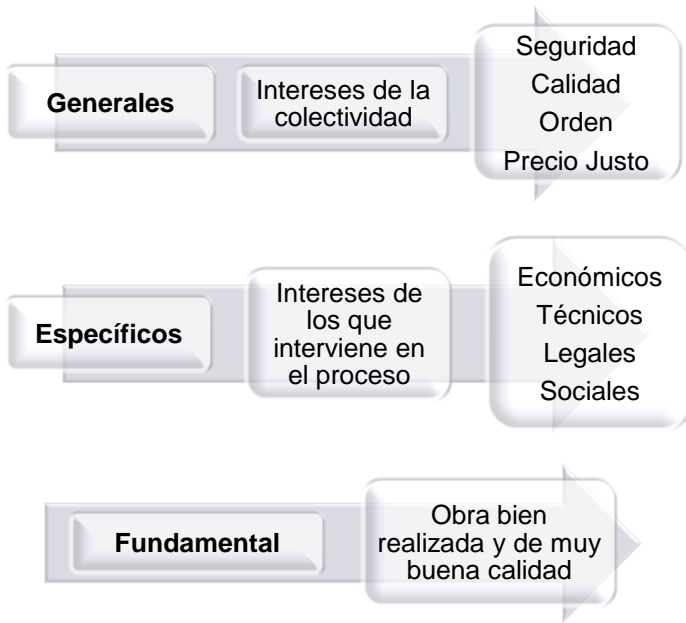 Generales
Intereses de la
colectividad
Seguridad
Calidad
Orden
Precio Justo
Específicos
Intereses de
los que
interviene en
el proceso
Económicos
Técnicos
Legales
Sociales
Fundamental
Obra bien
realizada y de muy
buena calidad